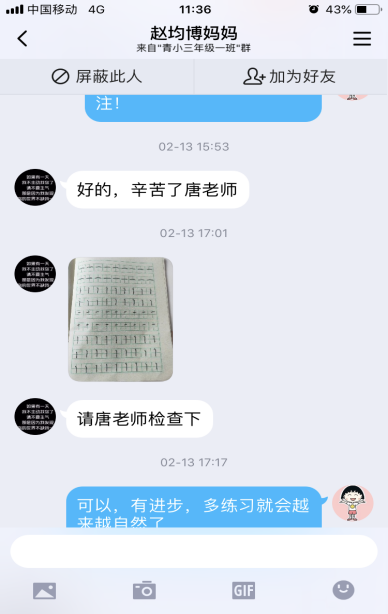 中国移动 4G 11:36 43%
赵均博妈妈
来自"青小三年级一班"群
屏蔽此人 加为好友
注！
02-13 15:53
好的，辛苦了唐老师
02-13 17:01
请唐老师检查下
02-13 17:17
可以，有进步，多练习就会越
来越自然了
GIF